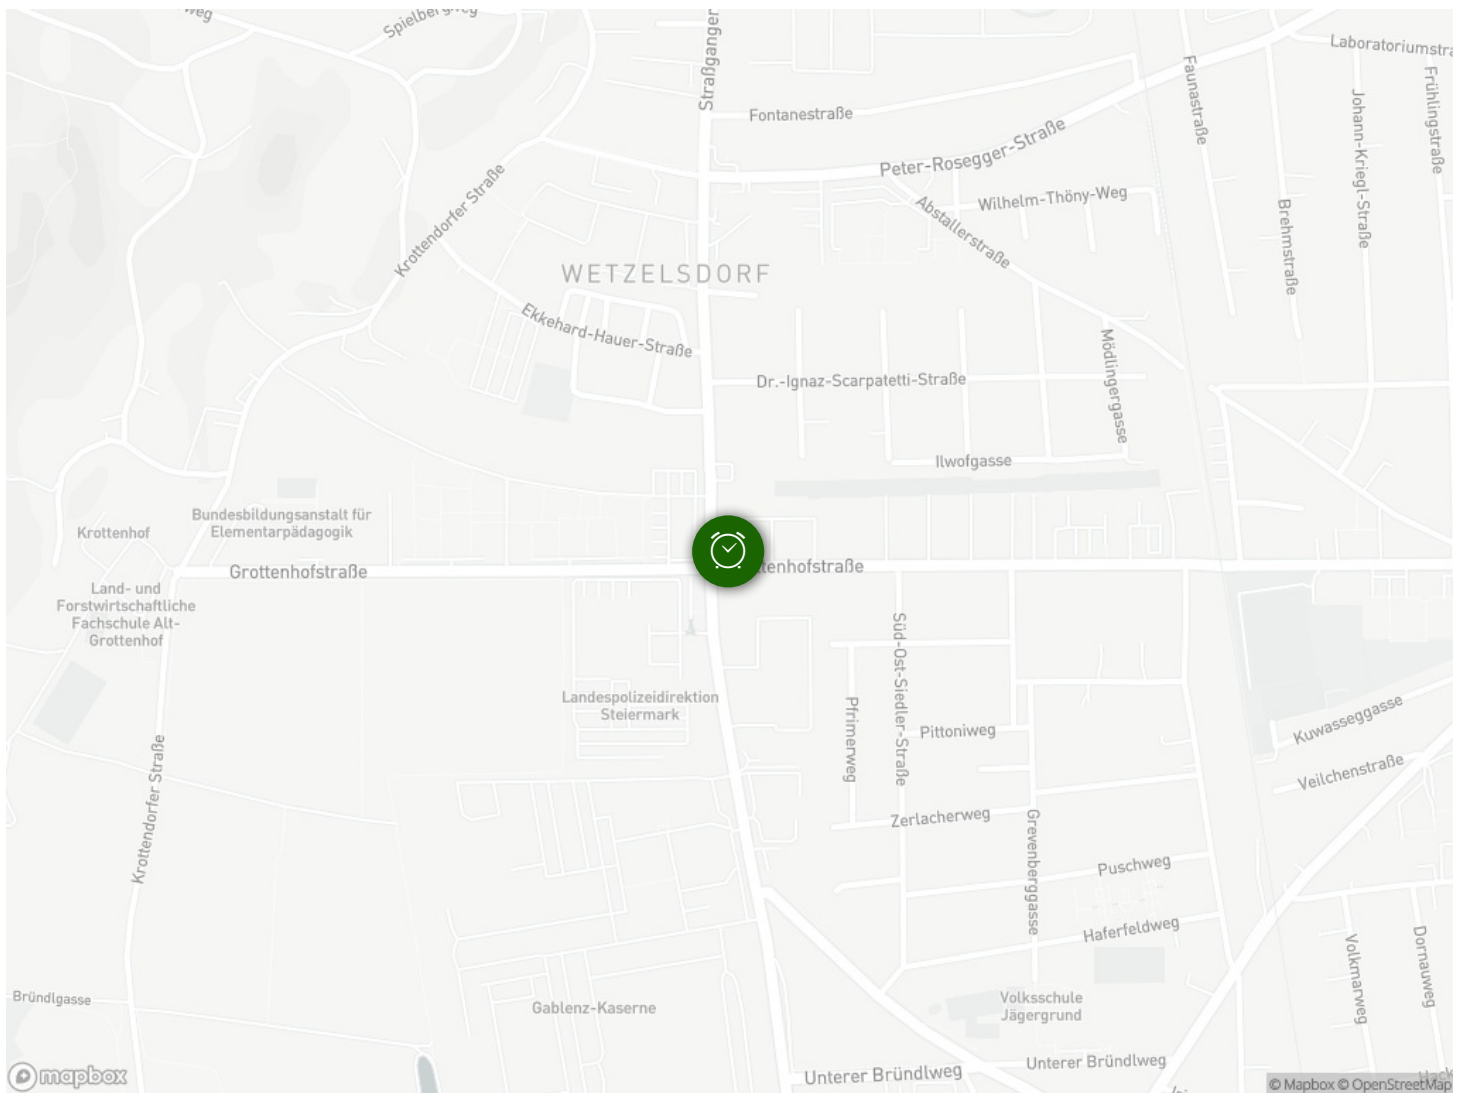 weg
Spielbergweg
Straßganger
Laboratoriumstra
Fontanestraße
Faunastraße
Johann-Kriegl-Straße
Frühlingstraße
Peter-Rosegger-Straße
Krottendorfer Straße
Wilhelm-Thöny-Weg
Abstallerstraße
Brehmstraße
WETZELSDORF
Ekkehard-Hauer-Straße
Mödlingergasse
Dr.-Ignaz-Scarpatetti-Straße
Ilwofgasse
Bundesbildungsanstalt für
Elementarpädagogik
Krottenhof
Grottenhofstraße
ttenhofstraße
Land- und
Forstwirtschaftliche
Fachschule Alt-
Grottenhof
Süd-Ost-Siedler-Straße
Landespolizeidirektion
Steiermark
Pfrimerweg
Pittoniweg
Kuwasseggasse
Veilchenstraße
Krottendorfer Straße
Zerlacherweg
Grevenberggasse
Puschweg
Haferfeldweg
Volkmarweg
Dornauweg
Bründlgasse
Gablenz-Kaserne
Volksschule
Jägergrund
Unterer Bründlweg
Unterer Bründlweg
mapbox
© Mapbox © OpenStreetMap